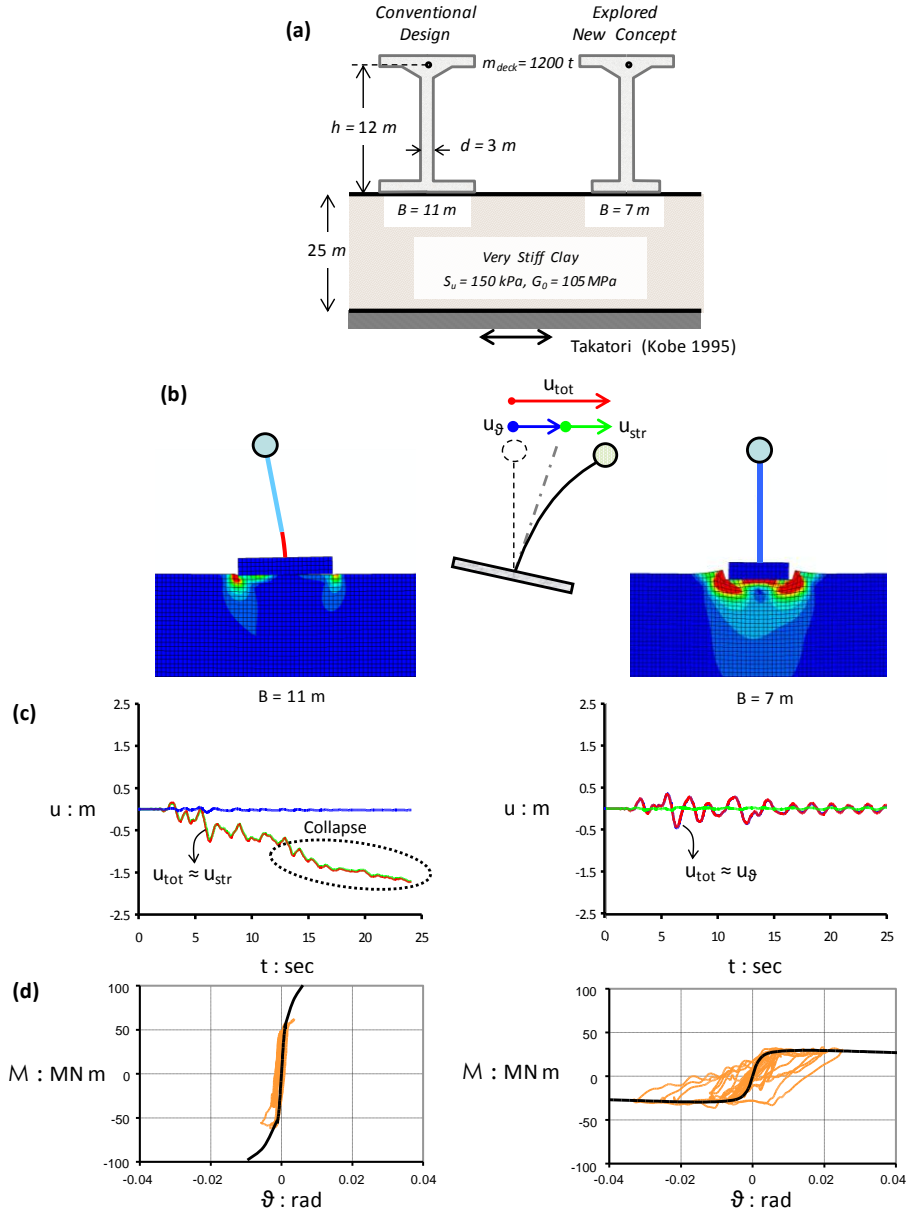 (a)
Conventional
Design
Explored
New Concept
m_deck = 1200 t
h = 12 m
d = 3 m
B = 11 m
B = 7 m
25 m
Very Stiff Clay
S_u = 150 kPa, G_0 = 105 MPa
Takatori (Kobe 1995)
(b)
u_tot
u_ϑ
u_str
B = 11 m
B = 7 m
(c)
2.5
1.5
0.5
-0.5
-1.5
-2.5
u : m
Collapse
u_tot ≈ u_str
0 5 10 15 20 25
t : sec
2.5
1.5
0.5
-0.5
-1.5
-2.5
u : m
u_tot ≈ u_ϑ
0 5 10 15 20 25
t : sec
(d)
100
50
0
-50
-100
M : MN m
-0.04 -0.02 0 0.02 0.04
ϑ : rad
100
50
0
-50
-100
M : MN m
-0.04 -0.02 0 0.02 0.04
ϑ : rad